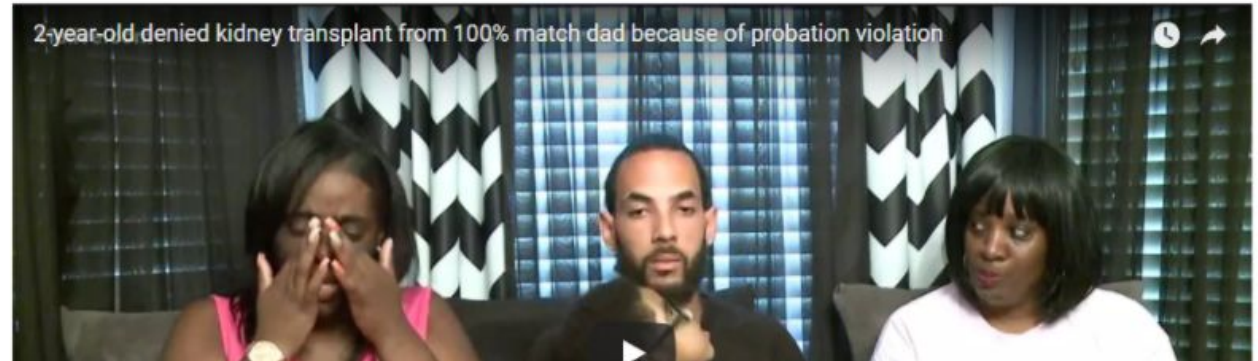 2-year-old denied kidney transplant from 100% match dad because of probation violation